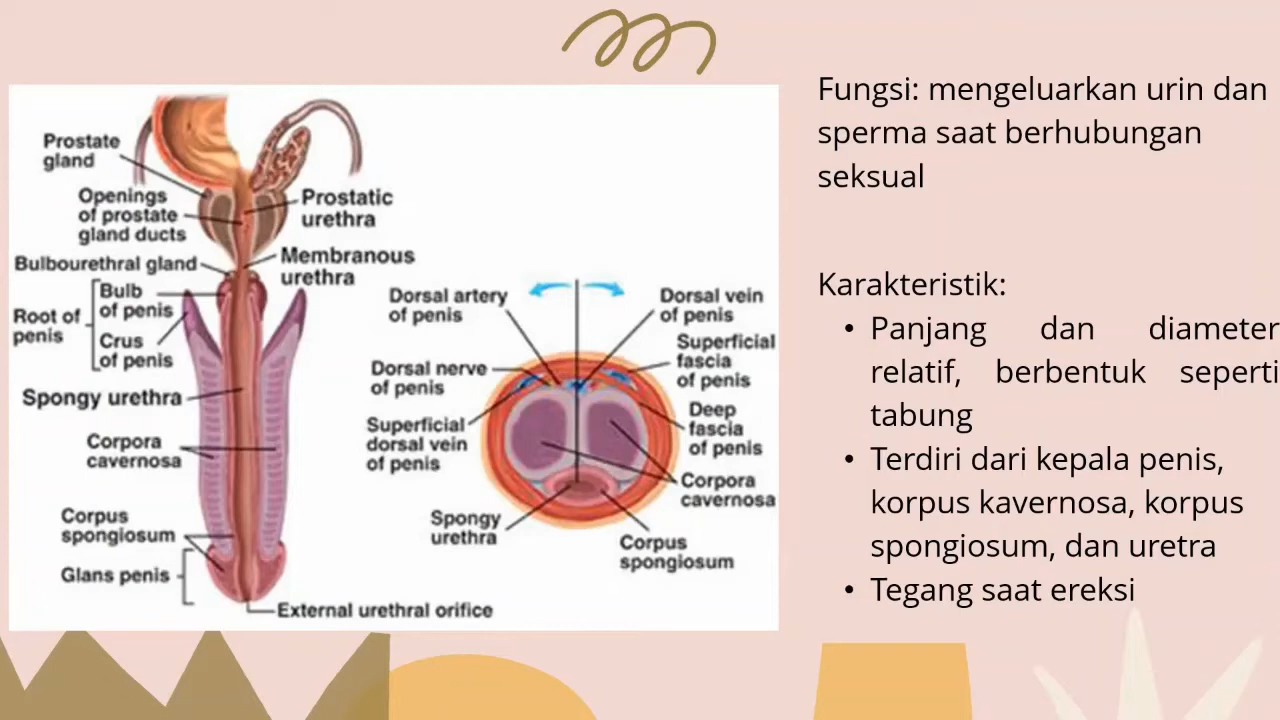 Prostate
gland
Openings
of prostate
gland ducts
Bulbourethral gland
Root of
penis
Bulb
of penis
Crus
of penis
Spongy urethra
Corpora
cavernosa
Corpus
spongiosum
Glans penis
Prostatic
urethra
Membranous
urethra
External urethral orifice
Dorsal artery
of penis
Dorsal nerve
of penis
Superficial
dorsal vein
of penis
Spongy
urethra
Dorsal vein
of penis
Superficial
fascia
of penis
Deep
fascia
of penis
Corpora
cavernosa
Corpus
spongiosum
Fungsi: mengeluarkan urin dan
sperma saat berhubungan
seksual
Karakteristik:
• Panjang dan diameter
relatif, berbentuk seperti
tabung
• Terdiri dari kepala penis,
korpus kavernosa, korpus
spongiosum, dan uretra
• Tegang saat ereksi